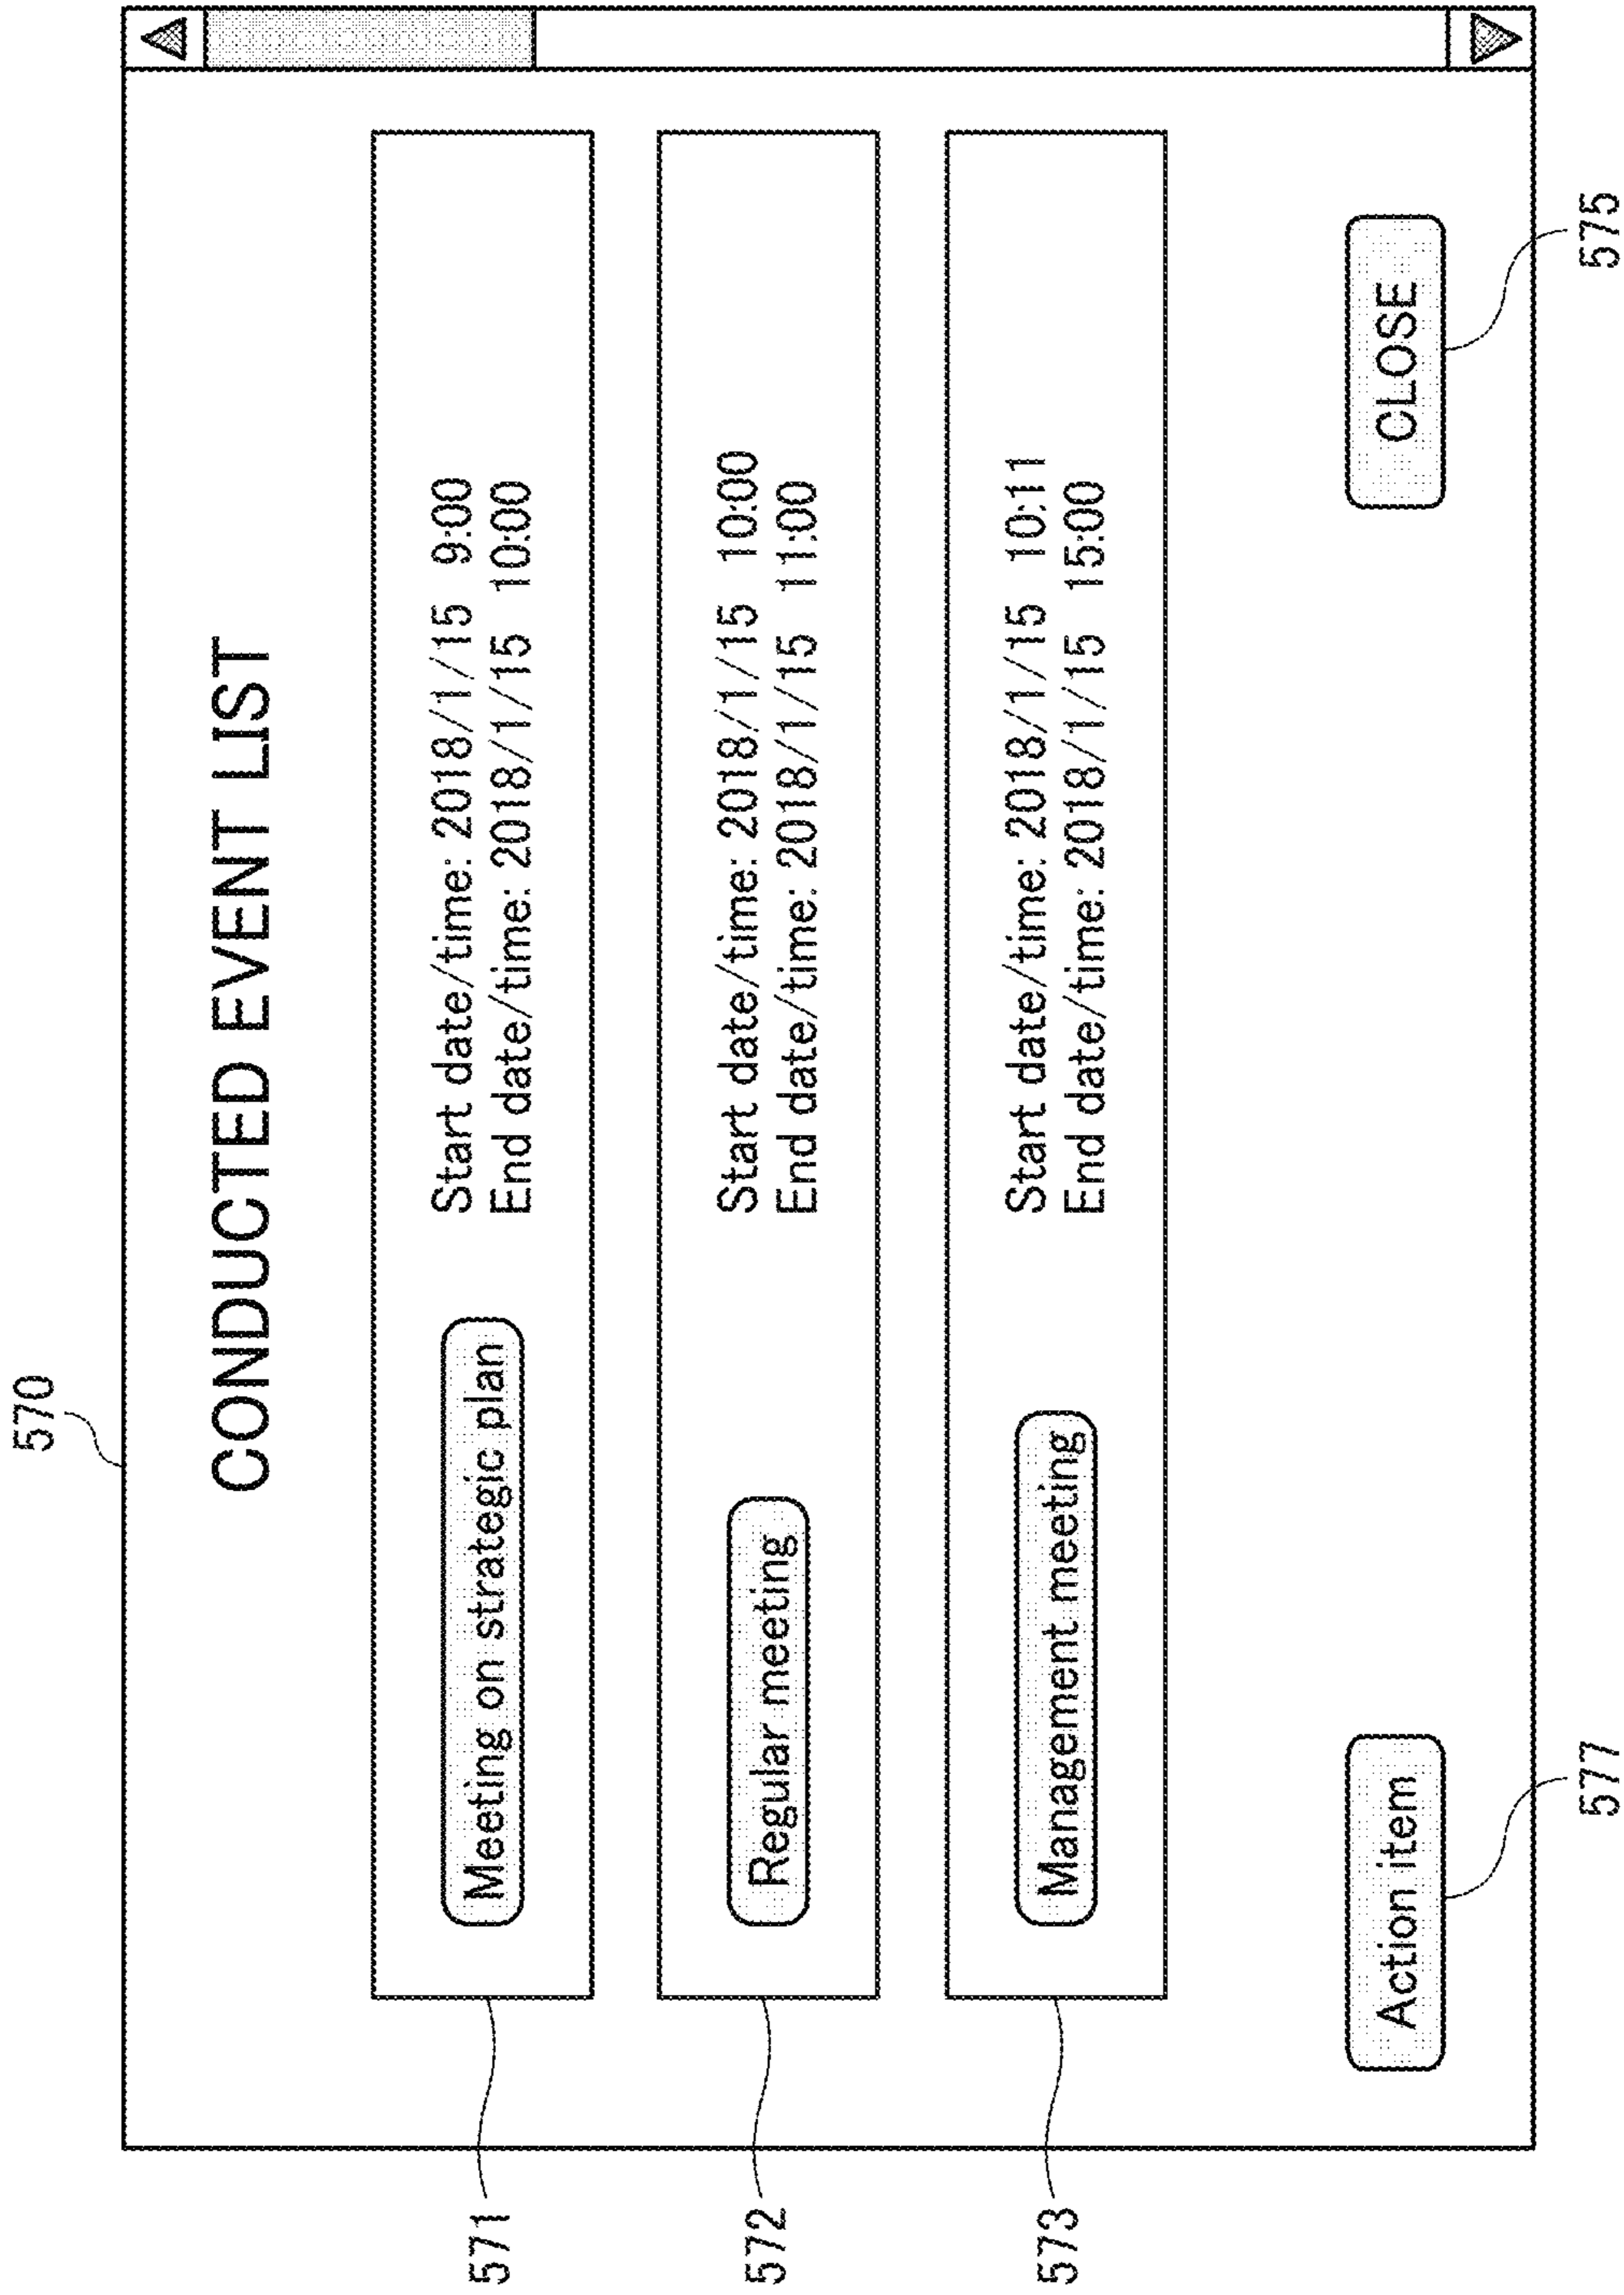 570
CONDUCTED EVENT LIST
571
Meeting on strategic plan
Start date/time: 2018/1/15 9:00
End date/time: 2018/1/15 10:00
572
Regular meeting
Start date/time: 2018/1/15 10:00
End date/time: 2018/1/15 11:00
573
Management meeting
Start date/time: 2018/1/15 10:11
End date/time: 2018/1/15 15:00
Action item
CLOSE
577
575